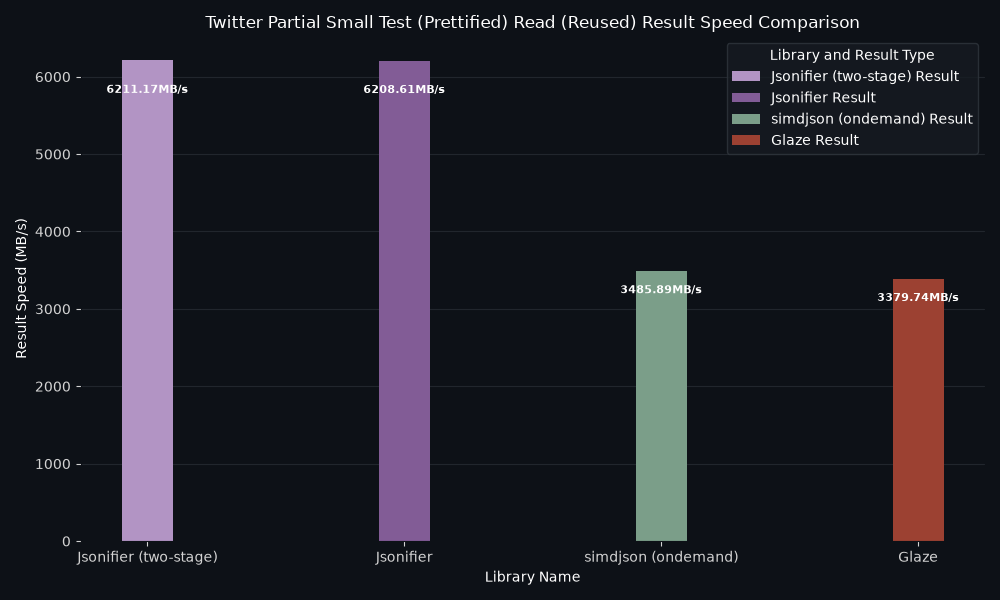 Twitter Partial Small Test (Prettified) Read (Reused) Result Speed Comparison
Library and Result Type
Jsonifier (two-stage) Result
Jsonifier Result
simdjson (ondemand) Result
Glaze Result
Result Speed (MB/s)
6000
5000
4000
3000
2000
1000
0
6211.17MB/s
6208.61MB/s
3485.89MB/s
3379.74MB/s
Jsonifier (two-stage)
Jsonifier
simdjson (ondemand)
Glaze
Library Name